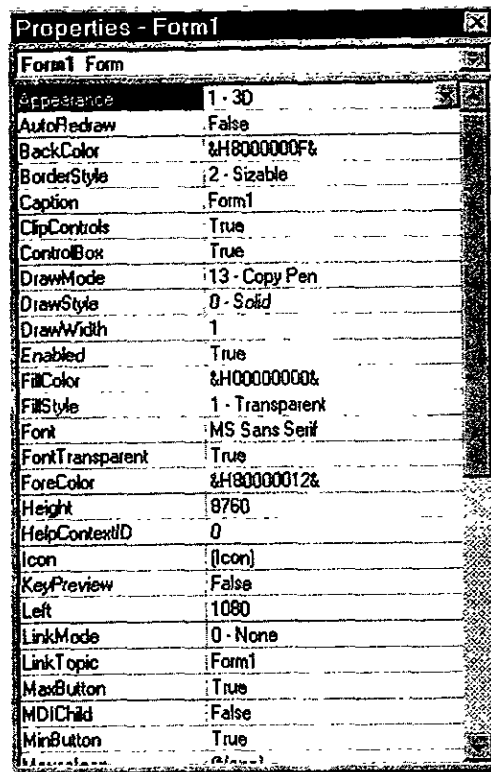 Properties - Form1
Form1 Form
Appearance 1 - 3D
AutoRedraw False
BackColor &H8000000F&
BorderStyle 2 - Sizable
Caption Form1
ClipControls True
ControlBox True
DrawMode 13 - Copy Pen
DrawStyle 0 - Solid
DrawWidth 1
Enabled True
FillColor &H00000000&
FillStyle 1 - Transparent
Font MS Sans Serif
FontTransparent True
ForeColor &H80000012&
Height 8760
HelpContextID 0
Icon (Icon)
KeyPreview False
Left 1080
LinkMode 0 - None
LinkTopic Form1
MaxButton True
MDIChild False
MinButton True